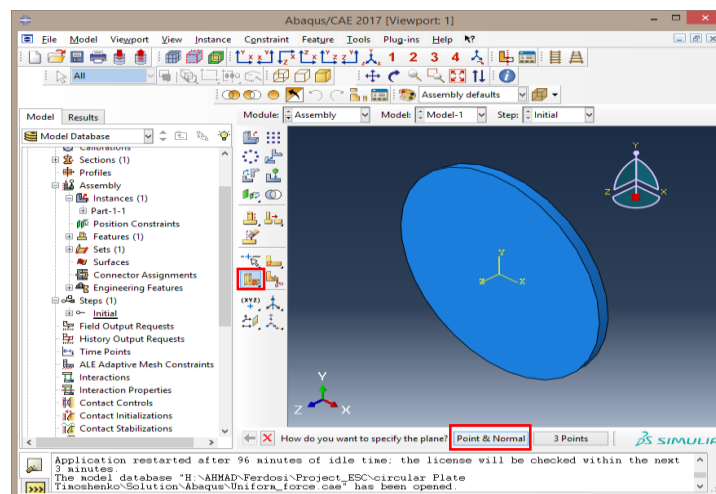 Abaqus/CAE 2017 [Viewport: 1]
File Model Viewport View Instance Constraint Feature Tools Plug-ins Help
1 2 3 4
All
Assembly defaults
Model Results
Module: Assembly Model: Model-1 Step: Initial
Model Database
Calibrations
Sections (1)
Profiles
Assembly
Instances (1)
Part-1-1
Position Constraints
Features (1)
Sets (1)
Surfaces
Connector Assignments
Engineering Features
Steps (1)
Initial
Field Output Requests
History Output Requests
Time Points
ALE Adaptive Mesh Constraints
Interactions
Interaction Properties
Contact Controls
Contact Initializations
Contact Stabilizations
(XYZ)
Y
Z X
Y
Z X
Y
Z X
How do you want to specify the plane? Point & Normal 3 Points
SIMULIA
Application restarted after 96 minutes of idle time; the license will be checked within the next
3 minutes.
The model database "H:\AHMAD\Ferdosi\Project_ESC\circular Plate
Timoshenko\Solution\Abaqus\Uniform_force.cae" has been opened.